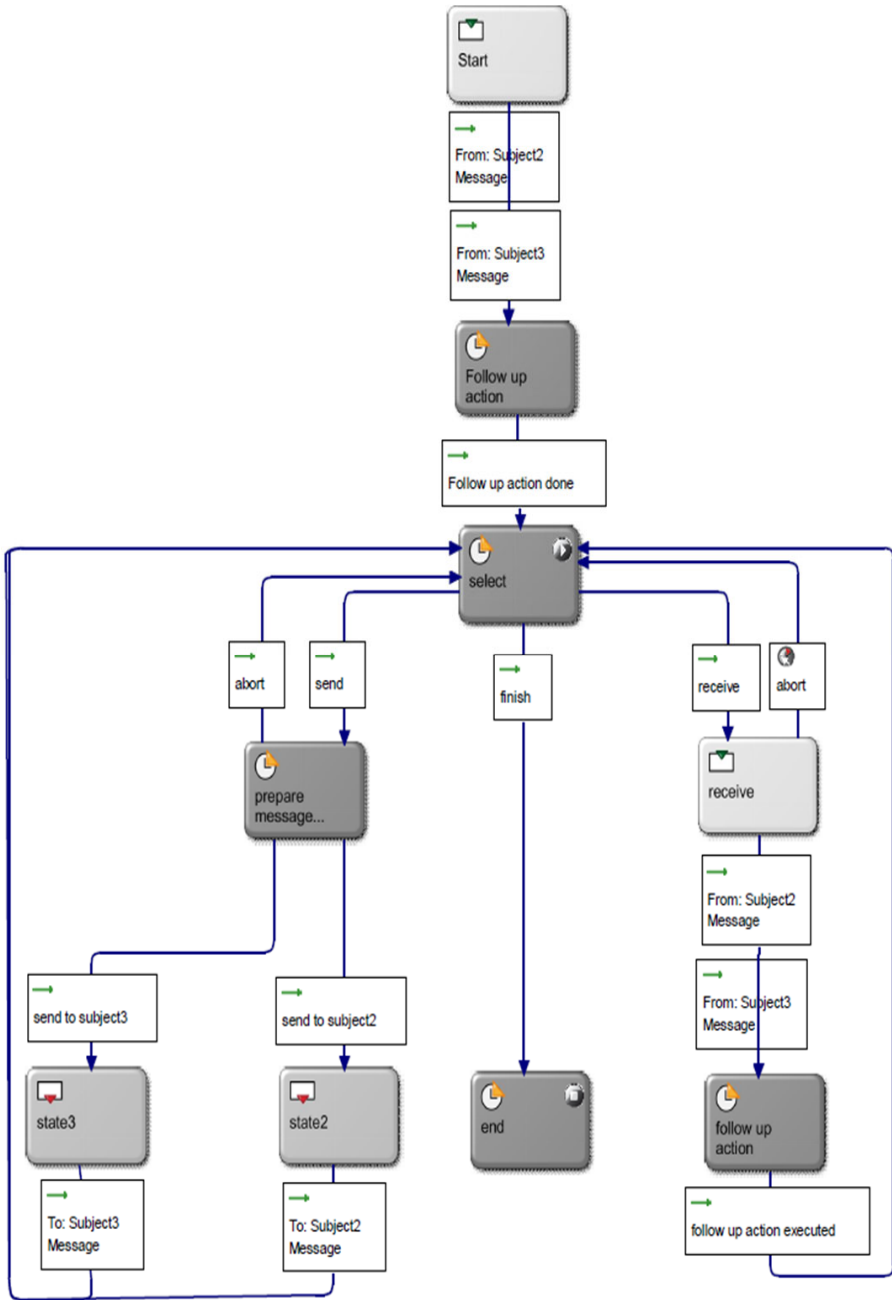 Start
From: Subject2
Message
From: Subject3
Message
Follow up
action
Follow up action done
select
abort
send
finish
receive
abort
prepare
message...
receive
From: Subject2
Message
From: Subject3
Message
send to subject3
send to subject2
state3
state2
end
follow up
action
To: Subject3
Message
To: Subject2
Message
follow up action executed